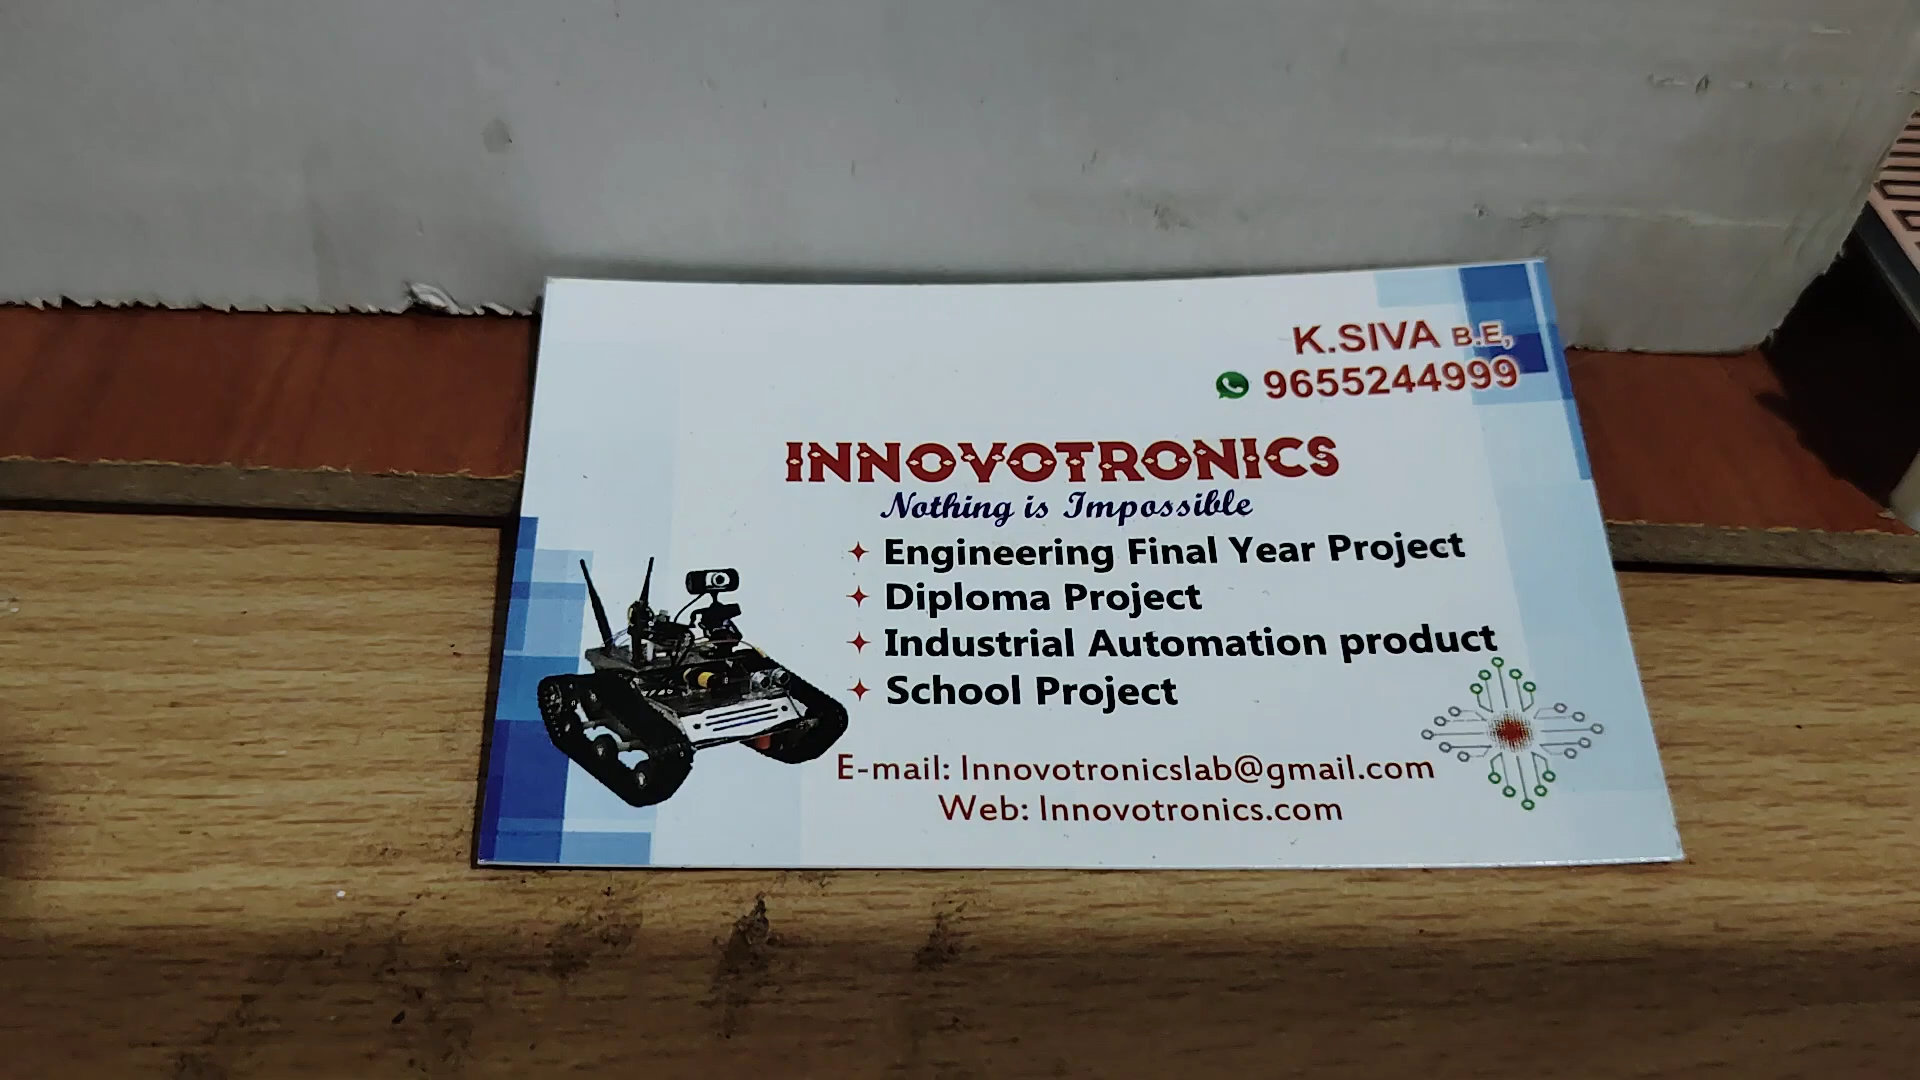 K.SIVA B.E,
9655244999
INNOVOTRONICS
Nothing is Impossible
Engineering Final Year Project
Diploma Project
Industrial Automation product
School Project
E-mail: Innovotronicslab@gmail.com
Web: Innovotronics.com